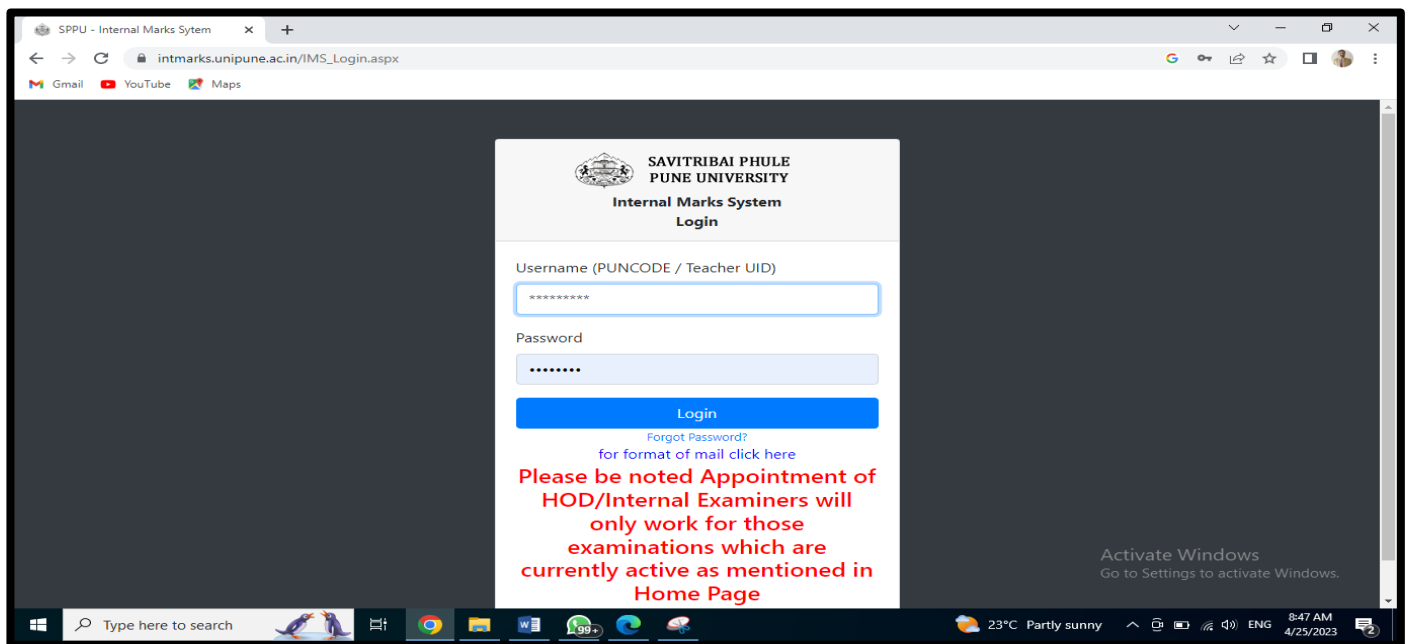 SPPU - Internal Marks Sytem
intmarks.unipune.ac.in/IMS_Login.aspx
Gmail YouTube Maps
SAVITRIBAI PHULE
PUNE UNIVERSITY
Internal Marks System
Login
Username (PUNCODE / Teacher UID)
*********
Password
••••••••
Login
Forgot Password?
for format of mail click here
Please be noted Appointment of
HOD/Internal Examiners will
only work for those
examinations which are
currently active as mentioned in
Home Page
Activate Windows
Go to Settings to activate Windows.
Type here to search
99+
23°C Partly sunny
ENG
8:47 AM
4/25/2023
2